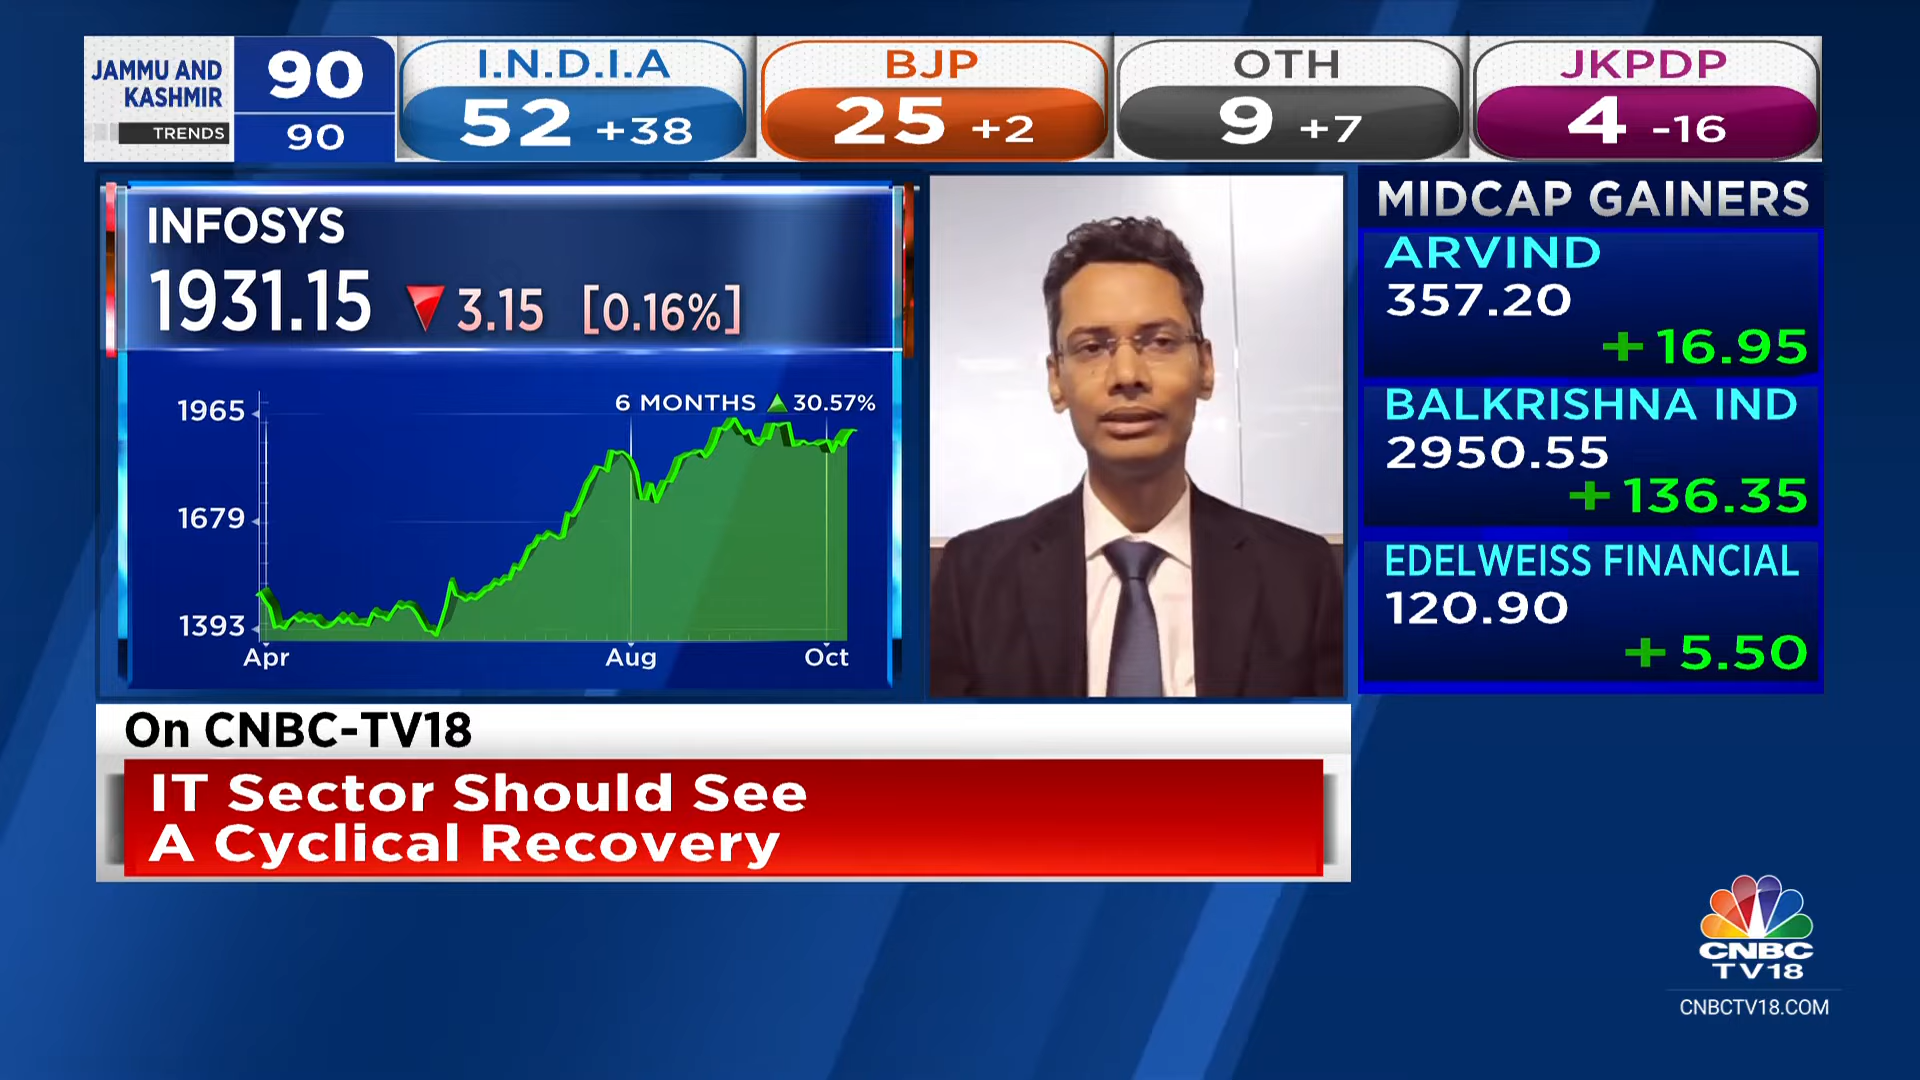 JAMMU AND
KASHMIR
TRENDS
90
90
I.N.D.I.A
52 +38
BJP
25 +2
OTH
9 +7
JKPDP
4 -16
INFOSYS
1931.15 ▼ 3.15 [0.16%]
6 MONTHS ▲ 30.57%
1965
1679
1393
Apr Aug Oct
MIDCAP GAINERS
ARVIND
357.20
+ 16.95
BALKRISHNA IND
2950.55
+ 136.35
EDELWEISS FINANCIAL
120.90
+ 5.50
On CNBC-TV18
IT Sector Should See
A Cyclical Recovery
CNBC
TV18
CNBCTV18.COM